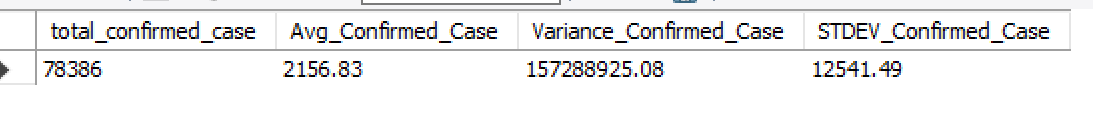 total_confirmed_case Avg_Confirmed_Case Variance_Confirmed_Case STDEV_Confirmed_Case
78386 2156.83 157288925.08 12541.49